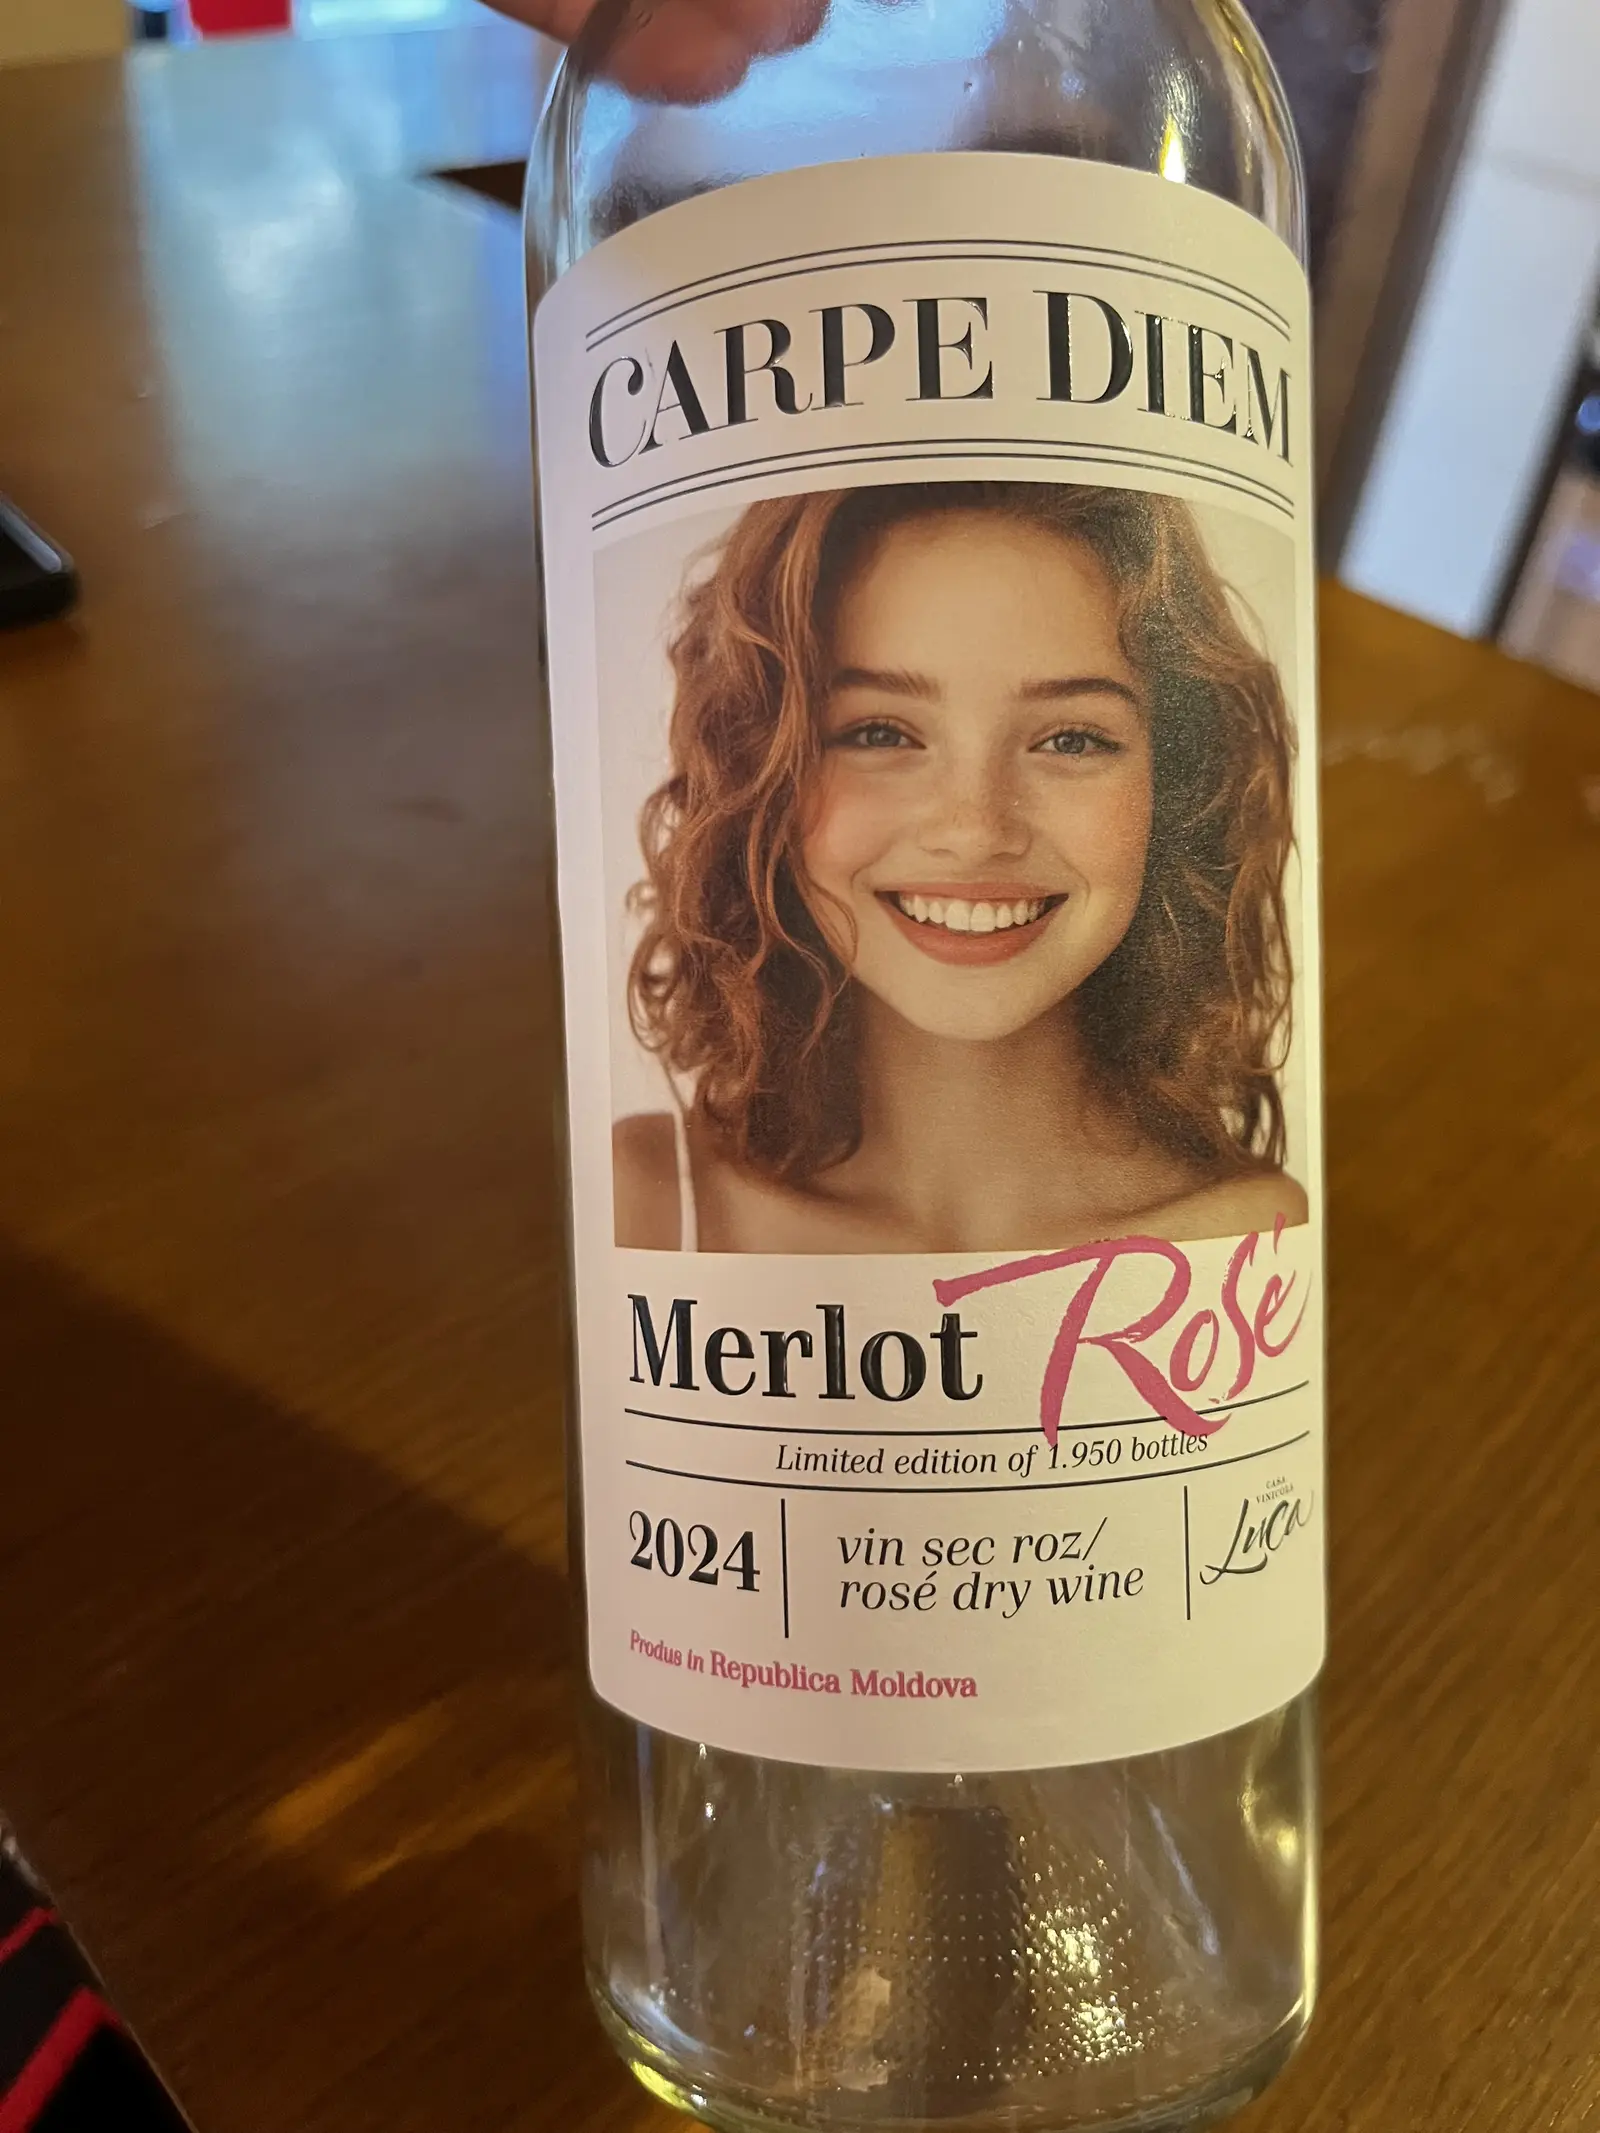 CARPE DIEM
Merlot Rosé
Limited edition of 1.950 bottles
2024
vin sec roz/
rosé dry wine
CASA
VINICOLA
Luca
Produs în Republica Moldova